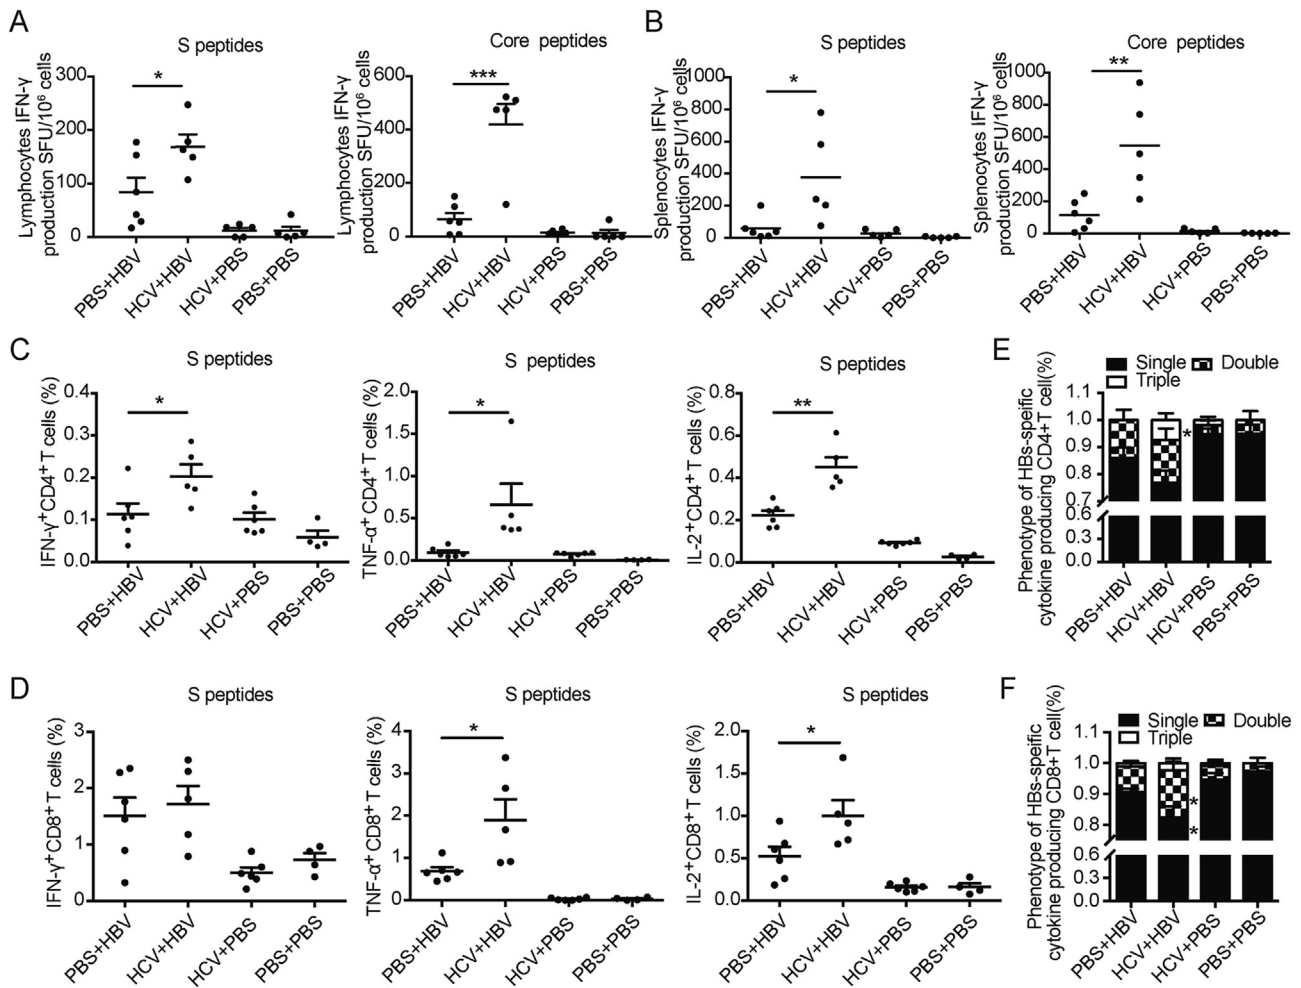 A
S peptides
Lymphocytes IFN-γ
production SFU/10⁶ cells
300
200
100
0
*
PBS+HBV
HCV+HBV
HCV+PBS
PBS+PBS
Core peptides
Lymphocytes IFN-γ
production SFU/10⁶ cells
600
400
200
0
***
PBS+HBV
HCV+HBV
HCV+PBS
PBS+PBS
B
S peptides
Splenocytes IFN-γ
production SFU/10⁶ cells
1000
800
600
400
200
0
*
PBS+HBV
HCV+HBV
HCV+PBS
PBS+PBS
Core peptides
Splenocytes IFN-γ
production SFU/10⁶ cells
1000
800
600
400
200
0
**
PBS+HBV
HCV+HBV
HCV+PBS
PBS+PBS
C
S peptides
IFN-γ⁺CD4⁺ T cells (%)
0.4
0.3
0.2
0.1
0.0
*
PBS+HBV
HCV+HBV
HCV+PBS
PBS+PBS
S peptides
TNF-α⁺ CD4⁺ T cells (%)
2.0
1.5
1.0
0.5
0.0
*
PBS+HBV
HCV+HBV
HCV+PBS
PBS+PBS
S peptides
IL-2⁺CD4⁺ T cells (%)
0.8
0.6
0.4
0.2
0.0
**
PBS+HBV
HCV+HBV
HCV+PBS
PBS+PBS
E
Single Double
Triple
Phenotype of HBs-speific
cytokine producing CD4+T cell(%)
1.1
1.0
0.9
0.8
0.7
0.6
0.3
0.0
*
PBS+HBV
HCV+HBV
HCV+PBS
PBS+PBS
D
S peptides
IFN-γ⁺CD8⁺ T cells (%)
3
2
1
0
PBS+HBV
HCV+HBV
HCV+PBS
PBS+PBS
S peptides
TNF-α⁺ CD8⁺ T cells (%)
4
3
2
1
0
*
PBS+HBV
HCV+HBV
HCV+PBS
PBS+PBS
S peptides
IL-2⁺CD8⁺ T cells (%)
2.0
1.5
1.0
0.5
0.0
*
PBS+HBV
HCV+HBV
HCV+PBS
PBS+PBS
F
Single Double
Triple
Phenotype of HBs-speific
cytokine producing CD8+T cell(%)
1.1
1.0
0.9
0.8
0.6
0.3
0.0
*
*
PBS+HBV
HCV+HBV
HCV+PBS
PBS+PBS